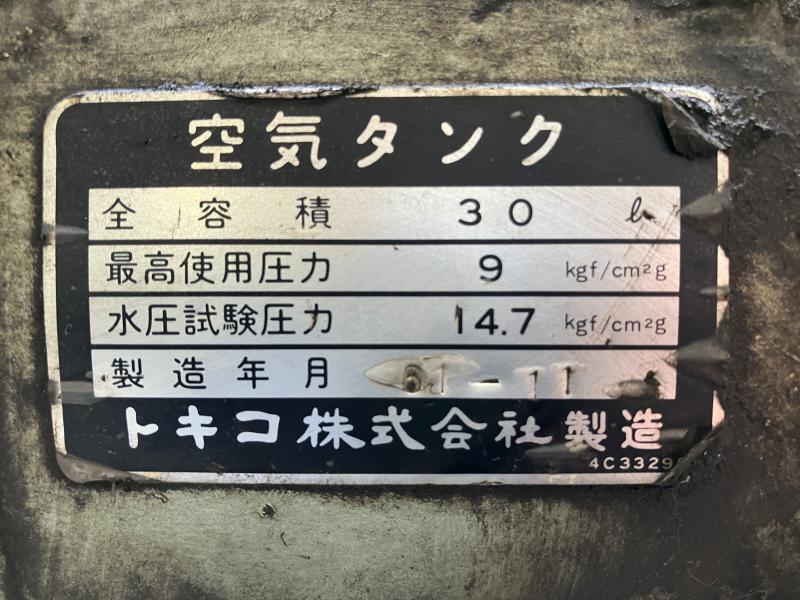 空気タンク
全容積 30 ℓ
最高使用圧力 9 kgf/cm²g
水圧試験圧力 14.7 kgf/cm²g
製造年月
トキコ株式会社製造
4C3329